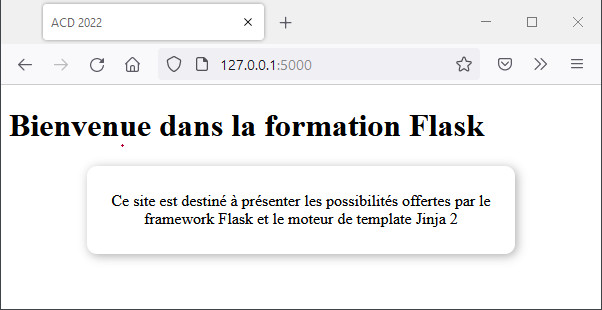 ACD 2022
127.0.0.1:5000
Bienvenue dans la formation Flask
Ce site est destiné à présenter les possibilités offertes par le
framework Flask et le moteur de template Jinja 2